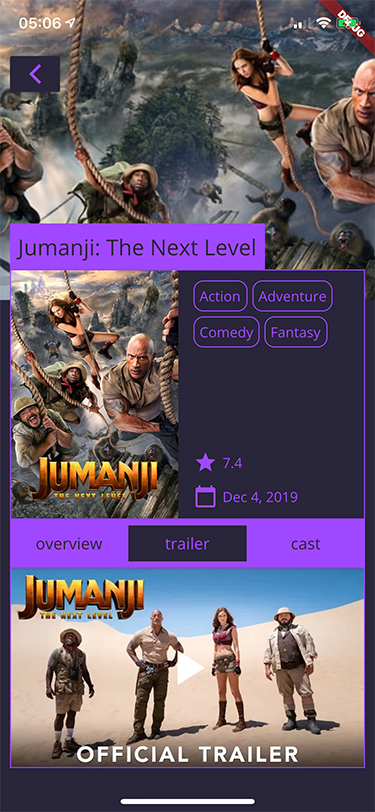 05:06
DEBUG
Jumanji: The Next Level
Action
Adventure
Comedy
Fantasy
JUMANJI
THE NEXT LEVEL
7.4
Dec 4, 2019
overview
trailer
cast
JUMANJI
THE NEXT LEVEL
OFFICIAL TRAILER